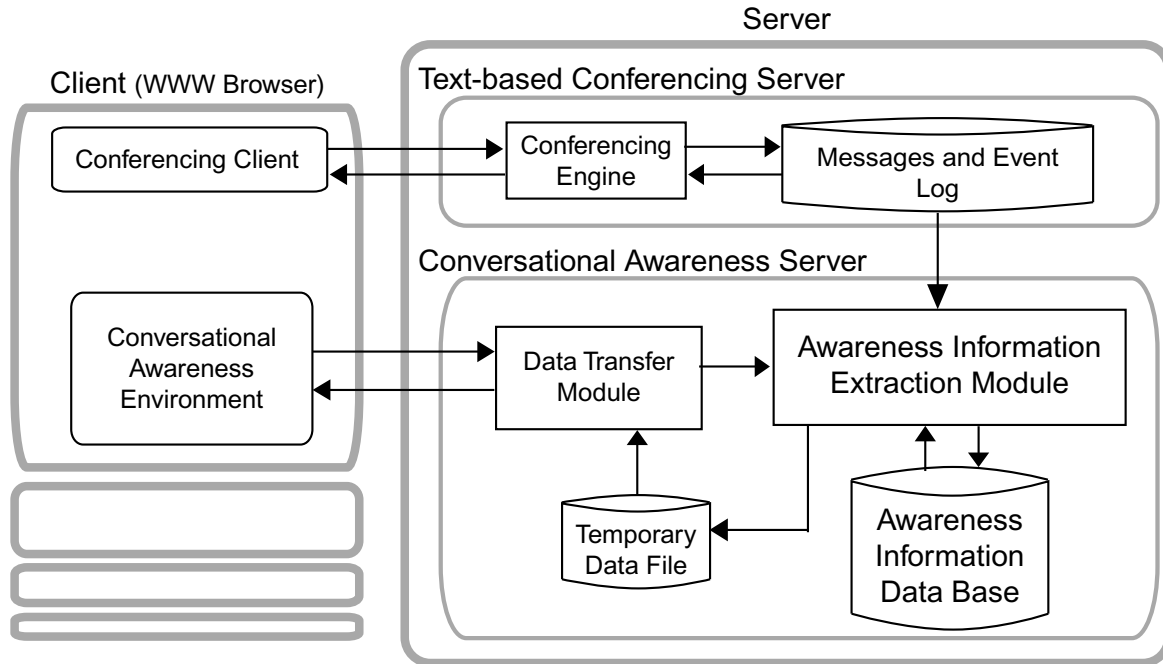 Server
Client (WWW Browser)
Text-based Conferencing Server
Conferencing Client
Conferencing
Engine
Messages and Event
Log
Conversational Awareness Server
Conversational
Awareness
Environment
Data Transfer
Module
Awareness Information
Extraction Module
Temporary
Data File
Awareness
Information
Data Base